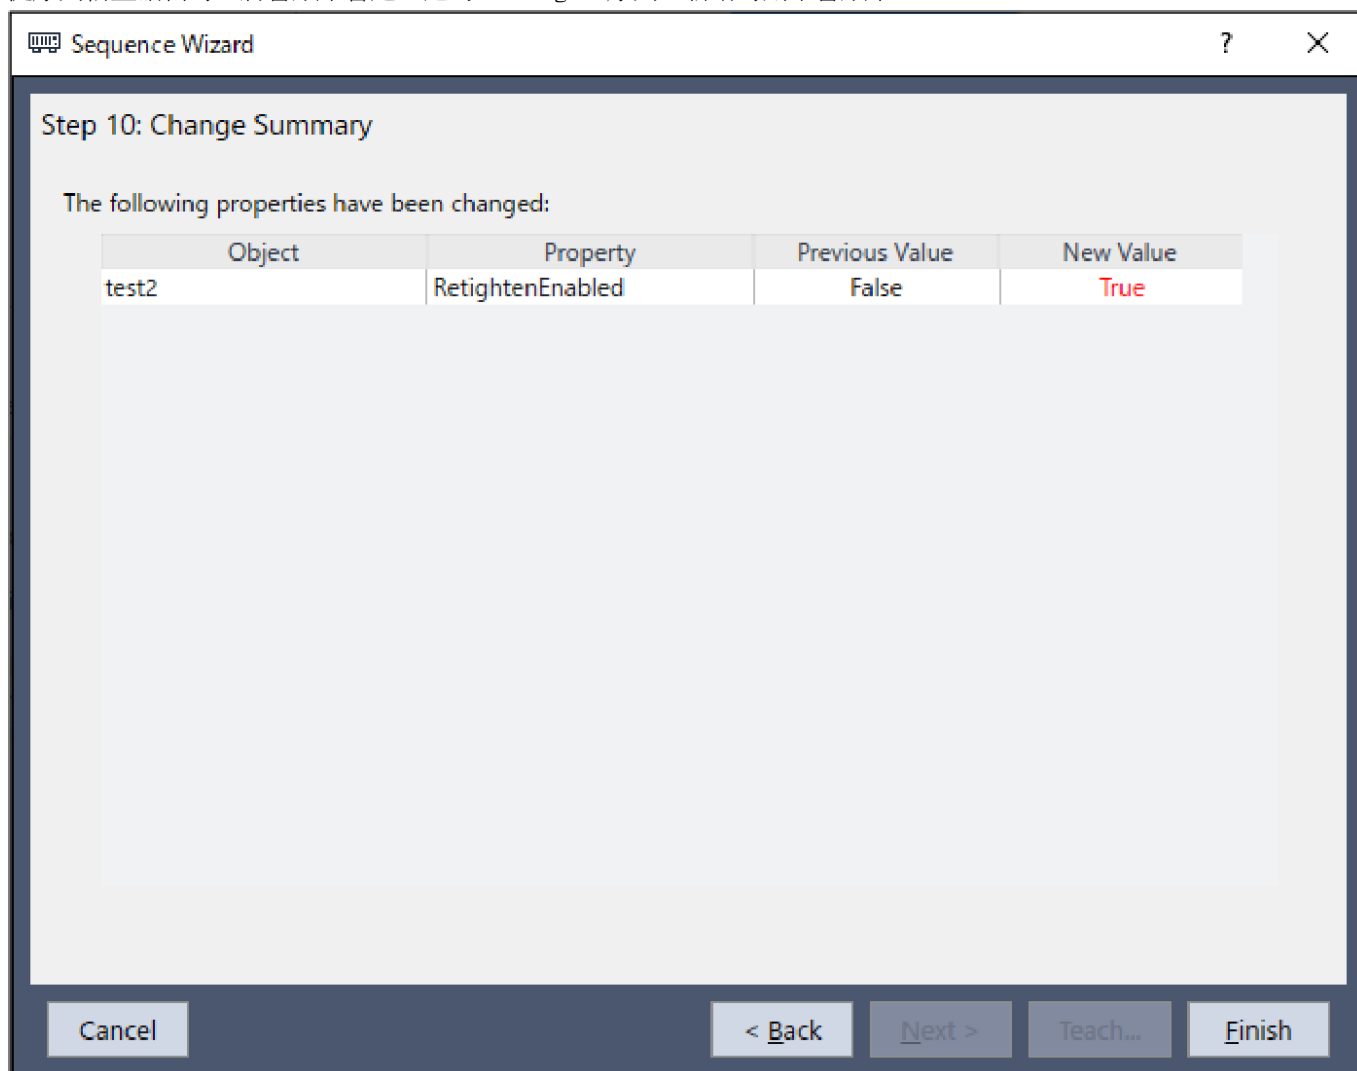 Sequence Wizard ?
Step 10: Change Summary
The following properties have been changed:
Object Property Previous Value New Value
test2 RetightenEnabled False True
Cancel < Back Next > Teach... Finish